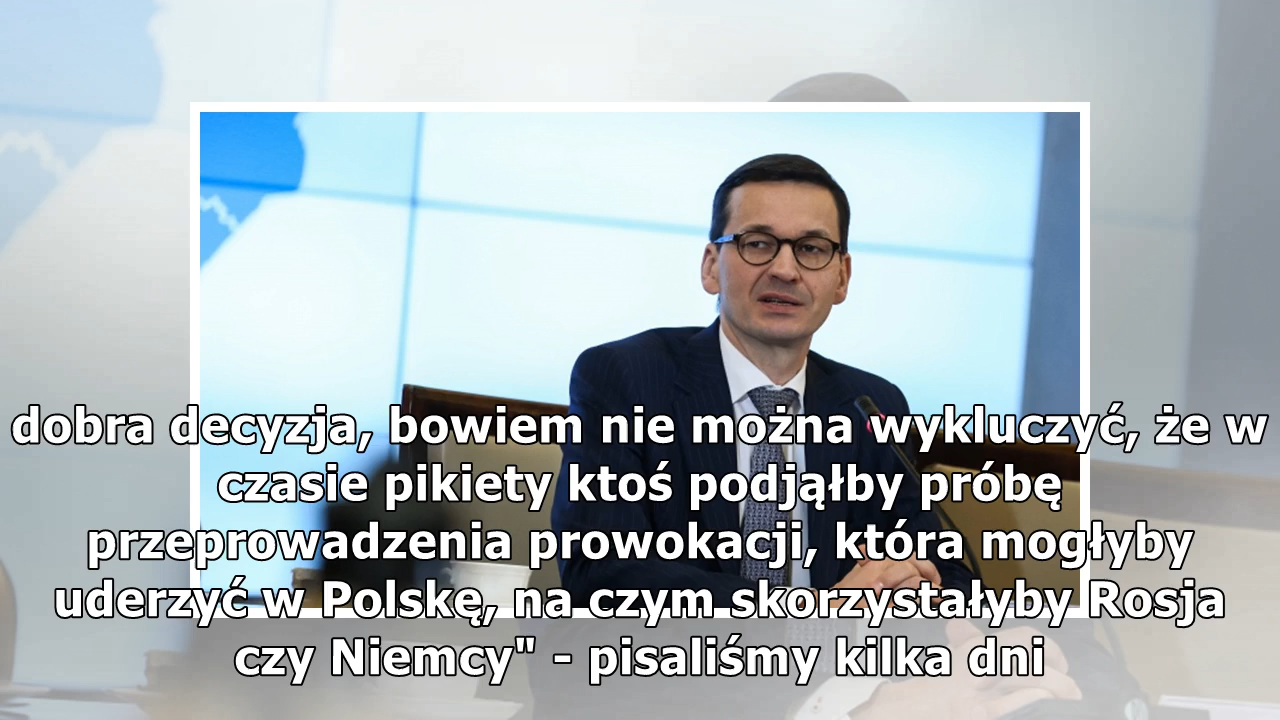 dobra decyzja, bowiem nie można wykluczyć, że w
czasie pikiety ktoś podjąłby próbę
przeprowadzenia prowokacji, która mogłyby
uderzyć w Polskę, na czym skorzystałyby Rosja
czy Niemcy" - pisaliśmy kilka dni